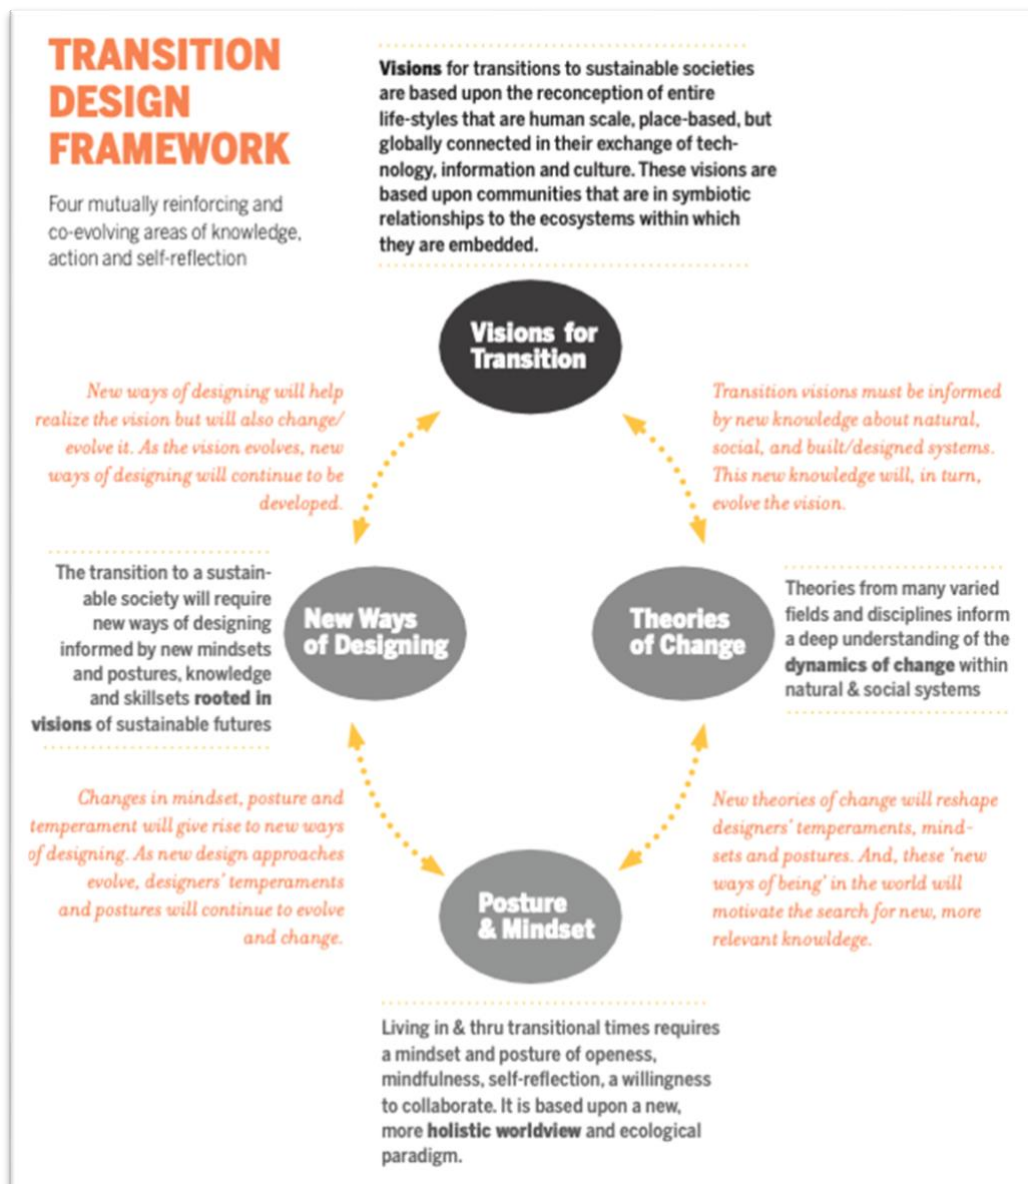 TRANSITION
DESIGN
FRAMEWORK
Four mutually reinforcing and
co-evolving areas of knowledge,
action and self-reflection
Visions for transitions to sustainable societies
are based upon the reconception of entire
life-styles that are human scale, place-based, but
globally connected in their exchange of tech-
nology, information and culture. These visions are
based upon communities that are in symbiotic
relationships to the ecosystems within which
they are embedded.
Visions for
Transition
New ways of designing will help
realize the vision but will also change/
evolve it. As the vision evolves, new
ways of designing will continue to be
developed.
Transition visions must be informed
by new knowledge about natural,
social, and built/designed systems.
This new knowledge will, in turn,
evolve the vision.
The transition to a sustain-
able society will require
new ways of designing
informed by new mindsets
and postures, knowledge
and skillsets rooted in
visions of sustainable futures
New Ways
of Designing
Theories
of Change
Theories from many varied
fields and disciplines inform
a deep understanding of the
dynamics of change within
natural & social systems
Changes in mindset, posture and
temperament will give rise to new ways
of designing. As new design approaches
evolve, designers' temperaments
and postures will continue to evolve
and change.
New theories of change will reshape
designers' temperaments, mind-
sets and postures. And, these 'new
ways of being' in the world will
motivate the search for new, more
relevant knowldege.
Posture
& Mindset
Living in & thru transitional times requires
a mindset and posture of openess,
mindfulness, self-reflection, a willingness
to collaborate. It is based upon a new,
more holistic worldview and ecological
paradigm.